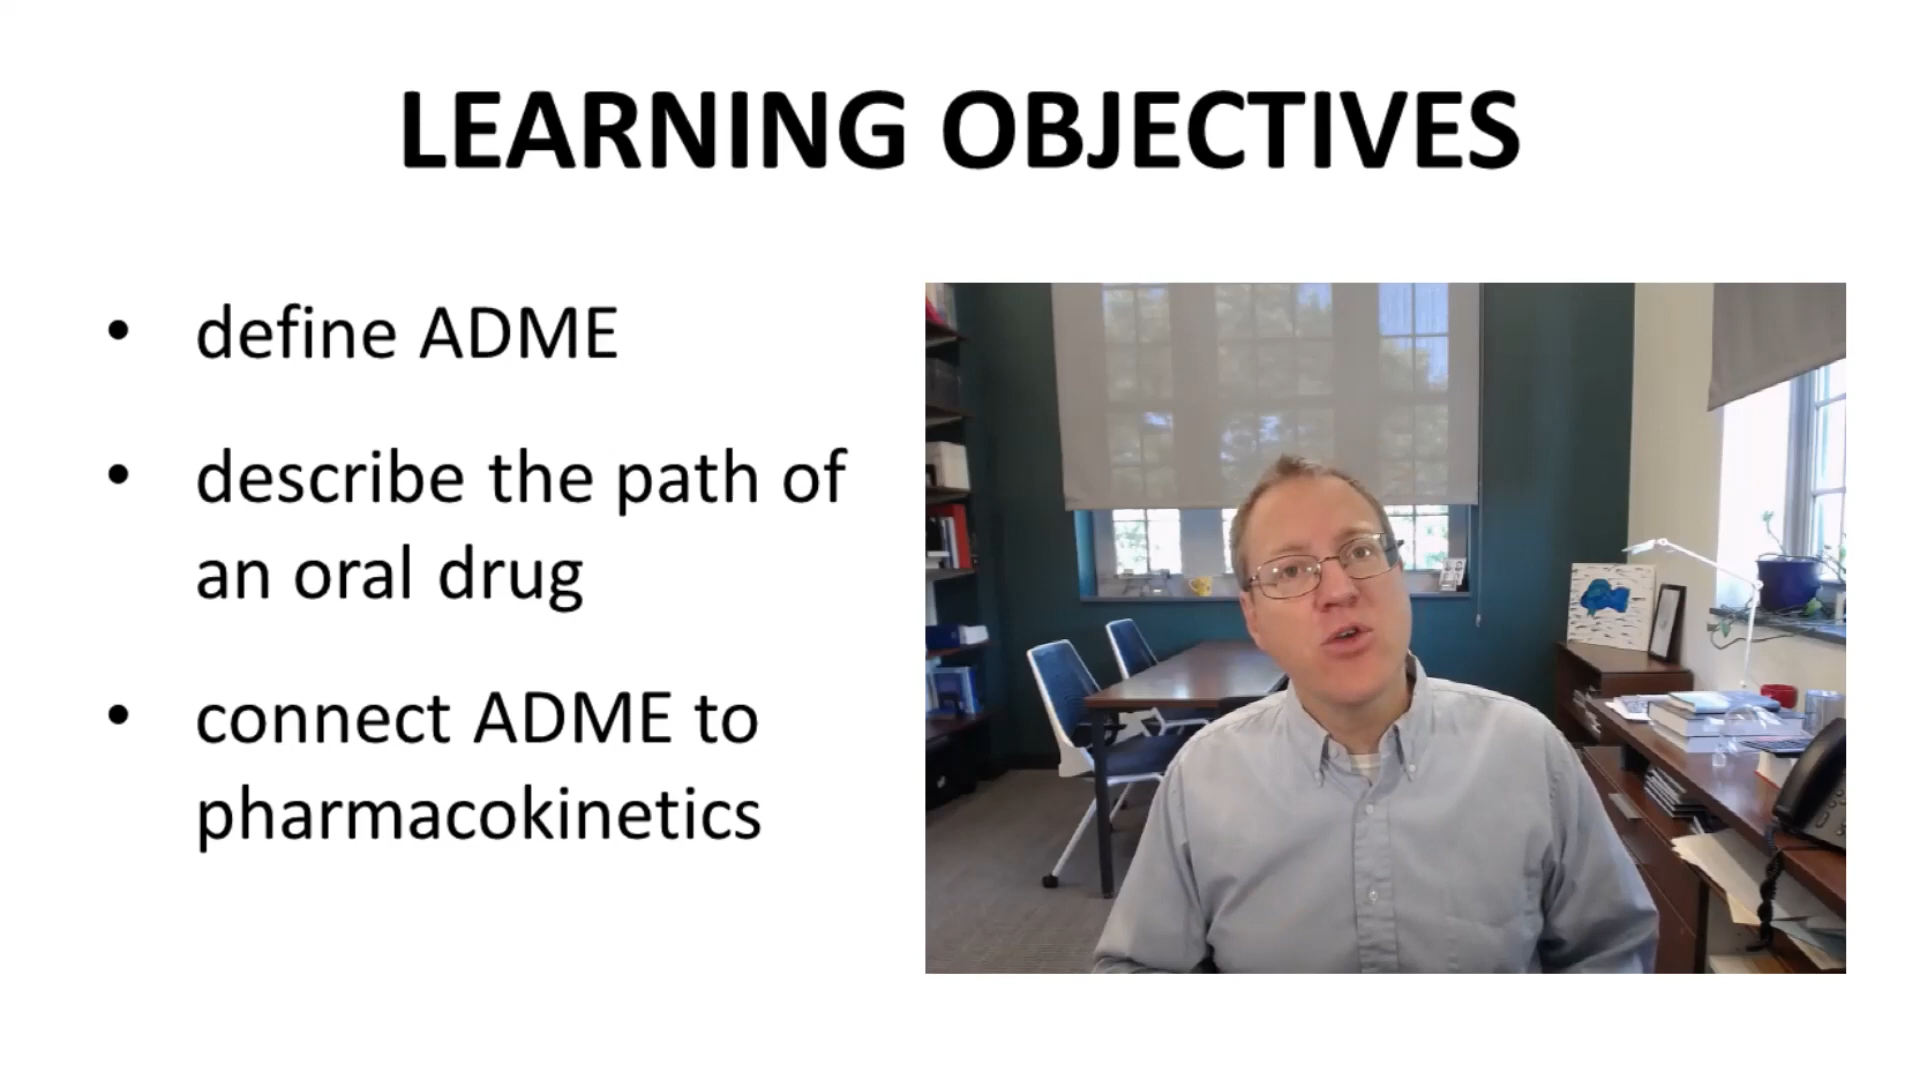 LEARNING OBJECTIVES
• define ADME
• describe the path of
an oral drug
• connect ADME to
pharmacokinetics